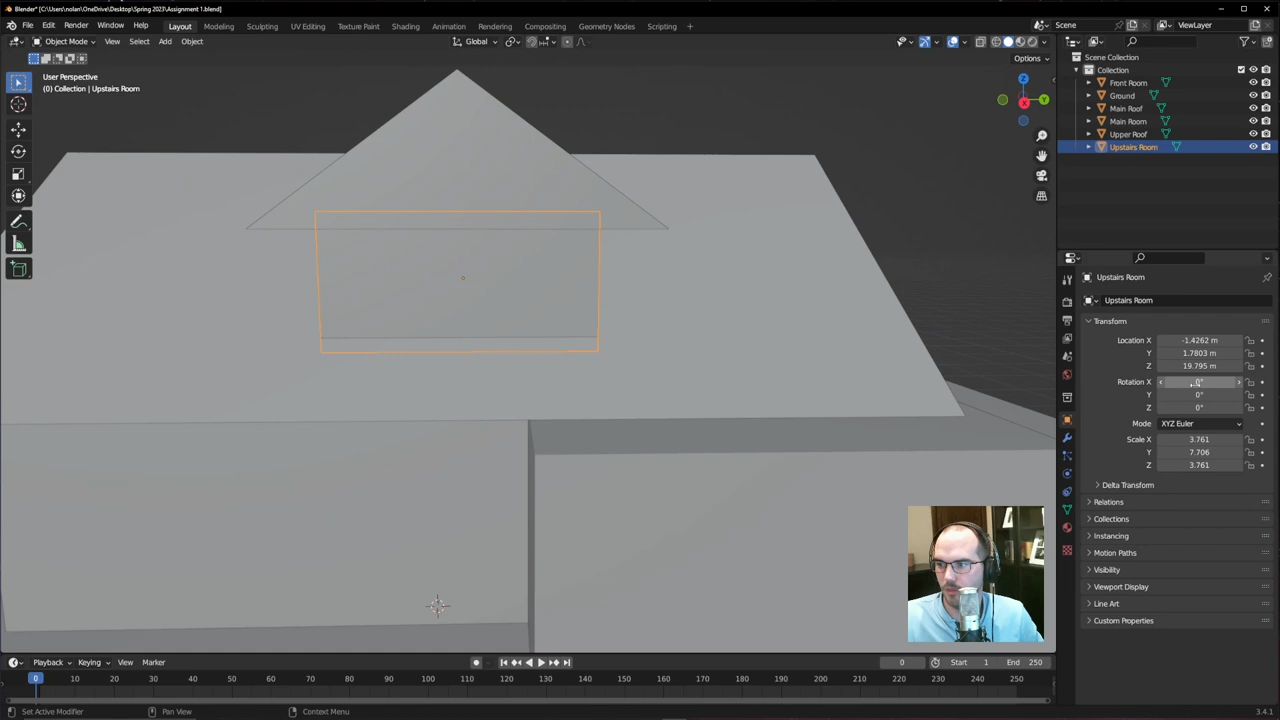 Blender* [C:\Users\nolan\OneDrive\Desktop\Spring 2023\Assignment 1.blend]
File Edit Render Window Help Layout Modeling Sculpting UV Editing Texture Paint Shading Animation Rendering Compositing Geometry Nodes Scripting + Scene ViewLayer
Object Mode View Select Add Object Global
Options
User Perspective
(0) Collection | Upstairs Room
Z
Y
X
Scene Collection
Collection
Front Room
Ground
Main Roof
Main Room
Upper Roof
Upstairs Room
Upstairs Room
Upstairs Room
Transform
Location X -1.4262 m
Y 1.7803 m
Z 19.795 m
Rotation X 0°
Y 0°
Z 0°
Mode XYZ Euler
Scale X 3.761
Y 7.706
Z 3.761
Delta Transform
Relations
Collections
Instancing
Motion Paths
Visibility
Viewport Display
Line Art
Custom Properties
Playback Keying View Marker 0 Start 1 End 250
0 10 20 30 40 50 60 70 80 90 100 110 120 130 140 150 160 170 180 190 200 210 220 230 240 250
Set Active Modifier Pan View Context Menu 3.4.1